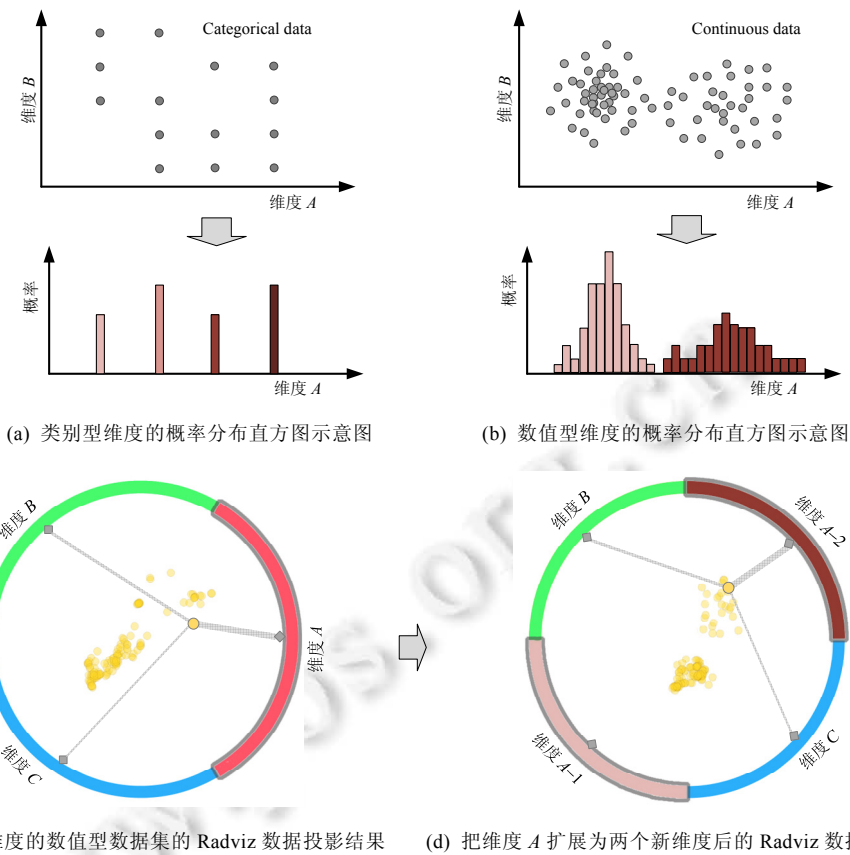 Categorical data
维度 B
维度 A
Continuous data
维度 B
维度 A
概率
维度 A
概率
维度 A
(a) 类别型维度的概率分布直方图示意图
(b) 数值型维度的概率分布直方图示意图
维度 B
维度 A
维度 C
维度 B
维度 A-2
维度 A-1
维度 C
维度的数值型数据集的 Radviz 数据投影结果
(d) 把维度 A 扩展为两个新维度后的 Radviz 数据